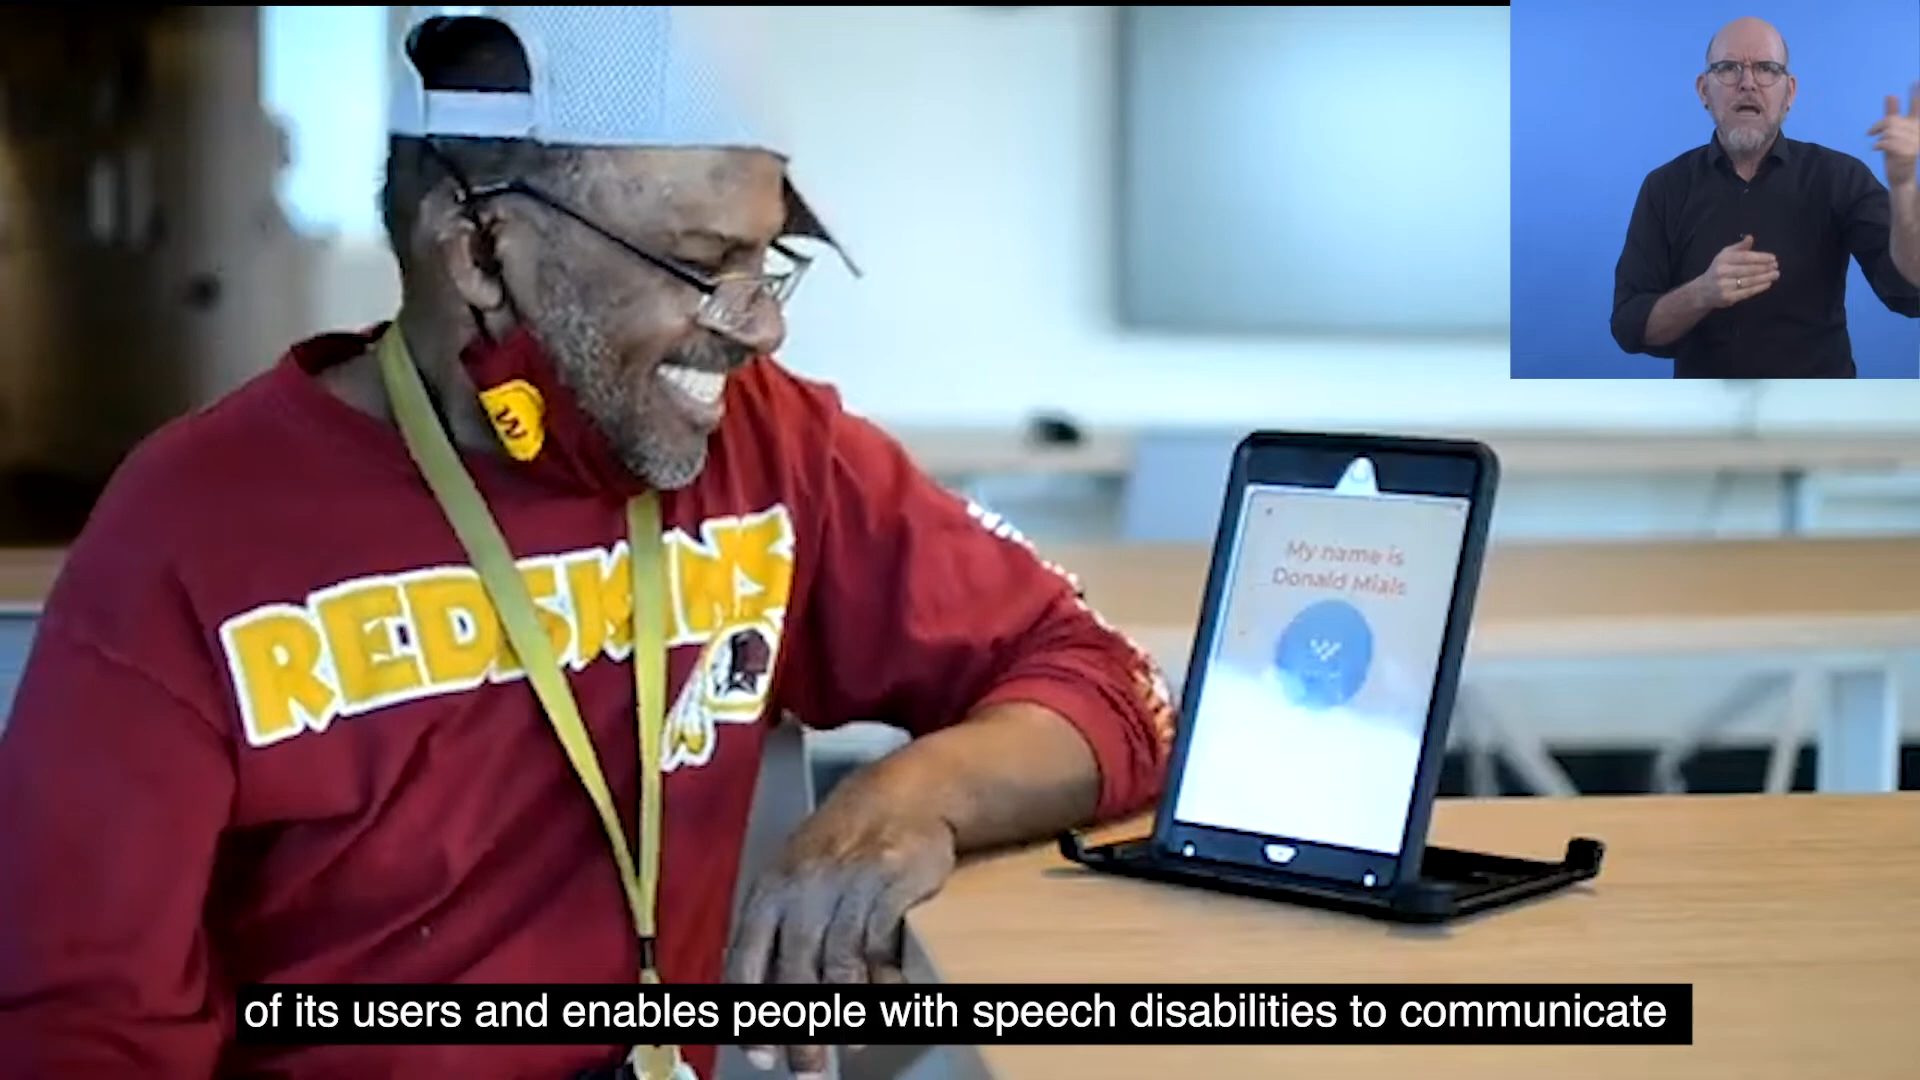 W
REDSKINS
My name is
Donald Mials
of its users and enables people with speech disabilities to communicate